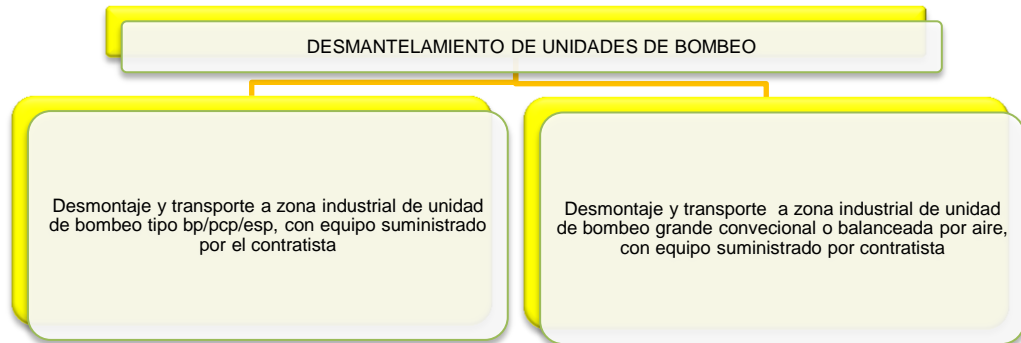 DESMANTELAMIENTO DE UNIDADES DE BOMBEO
Desmontaje y transporte a zona industrial de unidad
de bombeo tipo bp/pcp/esp, con equipo suministrado
por el contratista
Desmontaje y transporte a zona industrial de unidad
de bombeo grande convecional o balanceada por aire,
con equipo suministrado por contratista